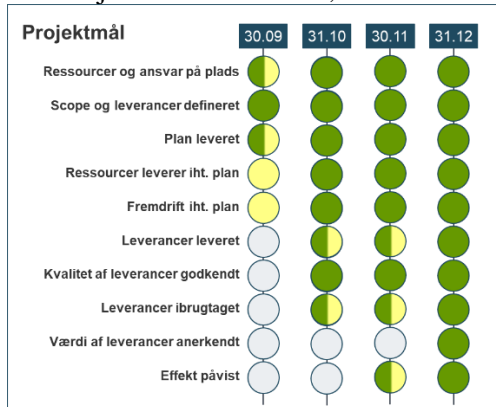 Projektmål 30.09 31.10 30.11 31.12
Ressourcer og ansvar på plads
Scope og leverancer defineret
Plan leveret
Ressourcer leverer iht. plan
Fremdrift iht. plan
Leverancer leveret
Kvalitet af leverancer godkendt
Leverancer ibrugtaget
Værdi af leverancer anerkendt
Effekt påvist